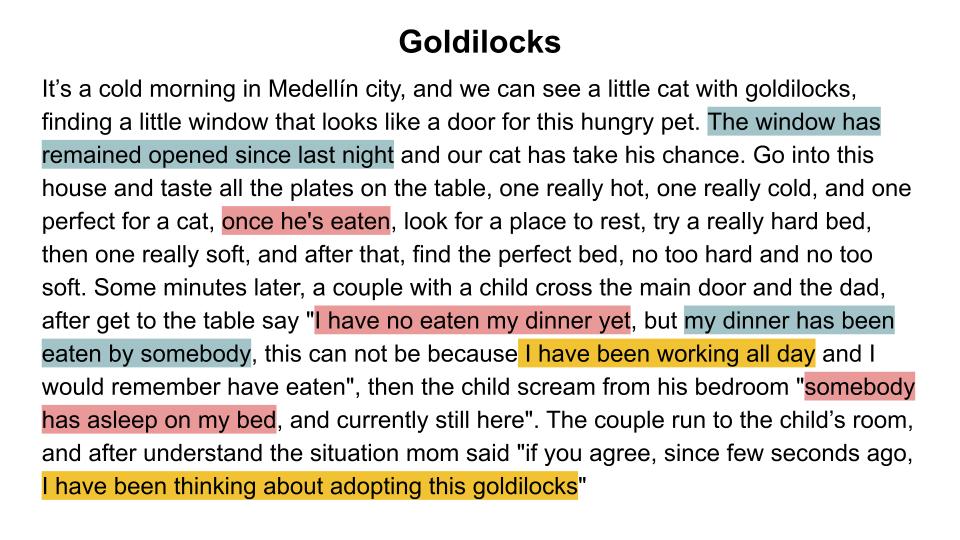 Goldilocks
It’s a cold morning in Medellín city, and we can see a little cat with goldilocks,
finding a little window that looks like a door for this hungry pet. The window has
remained opened since last night and our cat has take his chance. Go into this
house and taste all the plates on the table, one really hot, one really cold, and one
perfect for a cat, once he's eaten, look for a place to rest, try a really hard bed,
then one really soft, and after that, find the perfect bed, no too hard and no too
soft. Some minutes later, a couple with a child cross the main door and the dad,
after get to the table say "I have no eaten my dinner yet, but my dinner has been
eaten by somebody, this can not be because I have been working all day and I
would remember have eaten", then the child scream from his bedroom "somebody
has asleep on my bed, and currently still here". The couple run to the child’s room,
and after understand the situation mom said "if you agree, since few seconds ago,
I have been thinking about adopting this goldilocks"